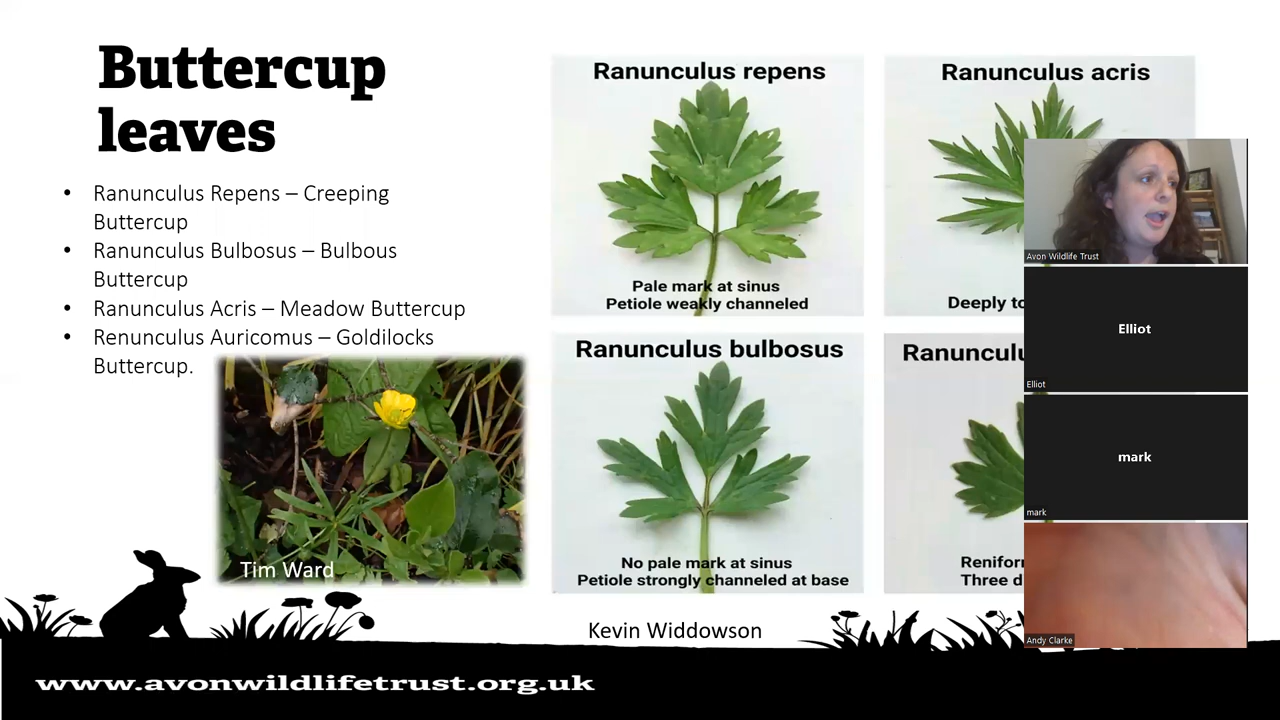 Buttercup
leaves
• Ranunculus Repens – Creeping
Buttercup
• Ranunculus Bulbosus – Bulbous
Buttercup
• Ranunculus Acris – Meadow Buttercup
• Renunculus Auricomus – Goldilocks
Buttercup.
Tim Ward
Ranunculus repens
Pale mark at sinus
Petiole weakly channeled
Ranunculus acris
Deeply
Ranunculus bulbosus
No pale mark at sinus
Petiole strongly channeled at base
Three
Kevin Widdowson
Avon Wildlife Trust
Elliot
Elliot
mark
mark
Andy Clarke
www.avonwildlifetrust.org.uk